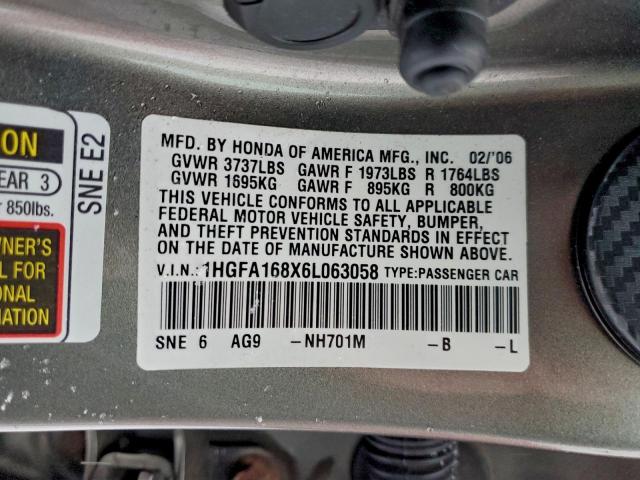 MFD. BY HONDA OF AMERICA MFG., INC. 02/'06
GVWR 3737LBS GAWR F 1973LBS R 1764LBS
GVWR 1695KG GAWR F 895KG R 800KG
THIS VEHICLE CONFORMS TO ALL APPLICABLE
FEDERAL MOTOR VEHICLE SAFETY, BUMPER,
AND THEFT PREVENTION STANDARDS IN EFFECT
ON THE DATE OF MANUFACTURE SHOWN ABOVE.
V.I.N.: 1HGFA168X6L063058 TYPE:PASSENGER CAR
SNE 6 AG9 -NH701M -B -L
ION
EAR 3
850lbs.
SNE E2
WNER'S
L FOR
ONAL
MATION